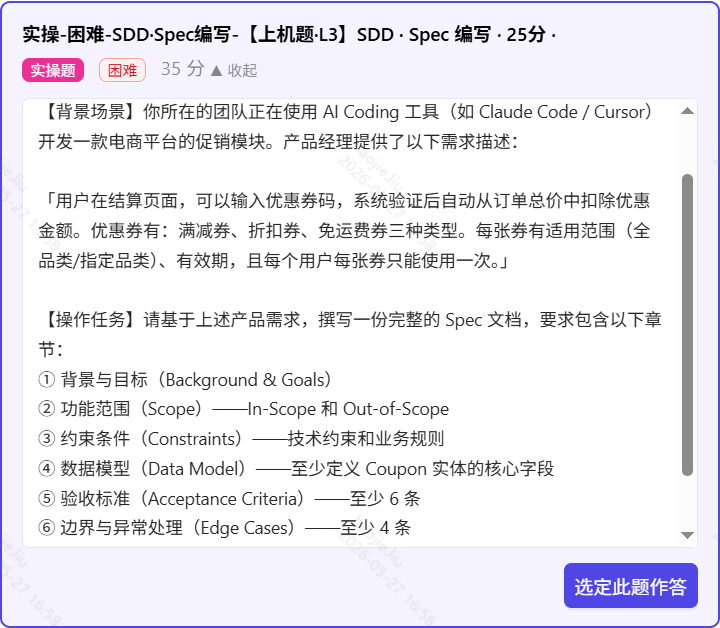 实操-困难-SDD·Spec编写-【上机题·L3】SDD · Spec 编写 · 25分 ·
实操题 困难 35 分 ▲ 收起
【背景场景】你所在的团队正在使用 AI Coding 工具（如 Claude Code / Cursor）
开发一款电商平台的促销模块。产品经理提供了以下需求描述：
「用户在结算页面，可以输入优惠券码，系统验证后自动从订单总价中扣除优惠
金额。优惠券有：满减券、折扣券、免运费券三种类型。每张券有适用范围（全
品类/指定品类）、有效期，且每个用户每张券只能使用一次。」
【操作任务】请基于上述产品需求，撰写一份完整的 Spec 文档，要求包含以下章
节：
① 背景与目标（Background & Goals）
② 功能范围（Scope）——In-Scope 和 Out-of-Scope
③ 约束条件（Constraints）——技术约束和业务规则
④ 数据模型（Data Model）——至少定义 Coupon 实体的核心字段
⑤ 验收标准（Acceptance Criteria）——至少 6 条
⑥ 边界与异常处理（Edge Cases）——至少 4 条
选定此题作答
2026-05-27 16:58